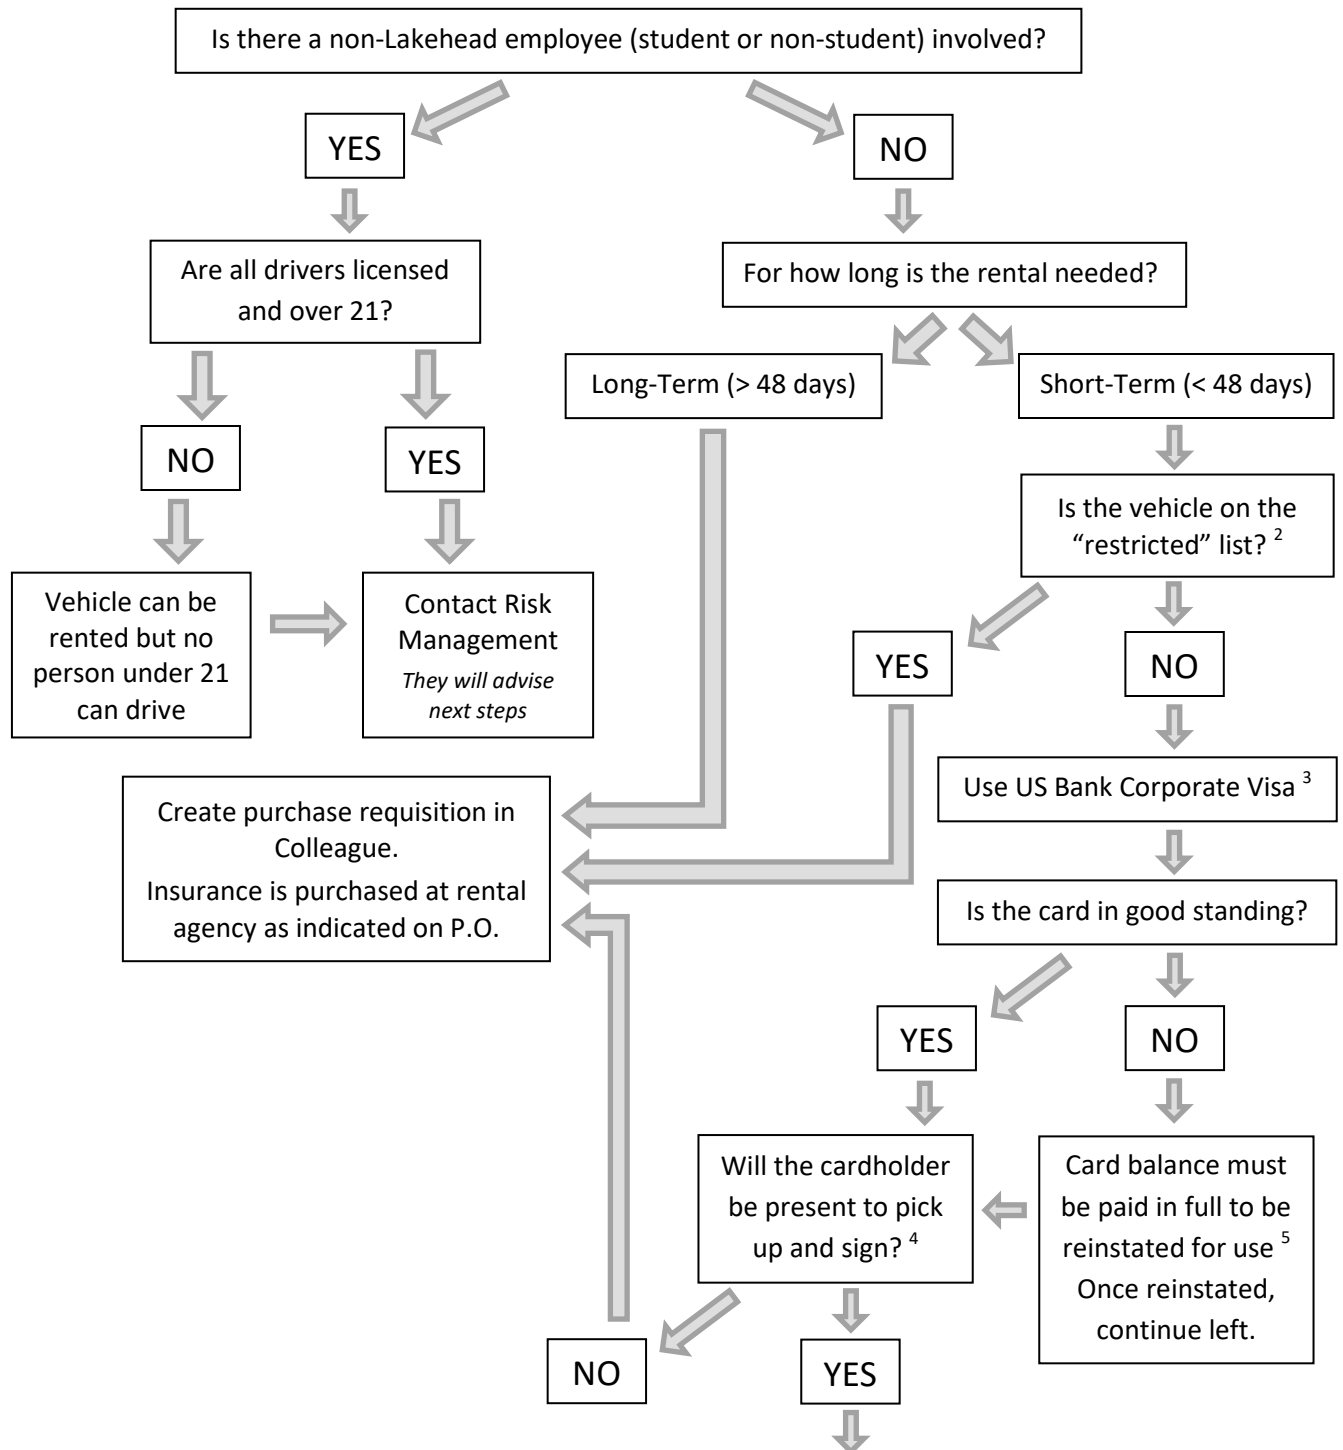 Is there a non-Lakehead employee (student or non-student) involved?
YES
NO
Are all drivers licensed
and over 21?
For how long is the rental needed?
Long-Term (> 48 days)
Short-Term (< 48 days)
NO
YES
Is the vehicle on the
“restricted” list? 2
Vehicle can be
rented but no
person under 21
can drive
Contact Risk
Management
They will advise
next steps
YES
NO
Create purchase requisition in
Colleague.
Insurance is purchased at rental
agency as indicated on P.O.
Use US Bank Corporate Visa 3
Is the card in good standing?
YES
NO
Will the cardholder
be present to pick
up and sign? 4
Card balance must
be paid in full to be
reinstated for use 5
Once reinstated,
continue left.
NO
YES